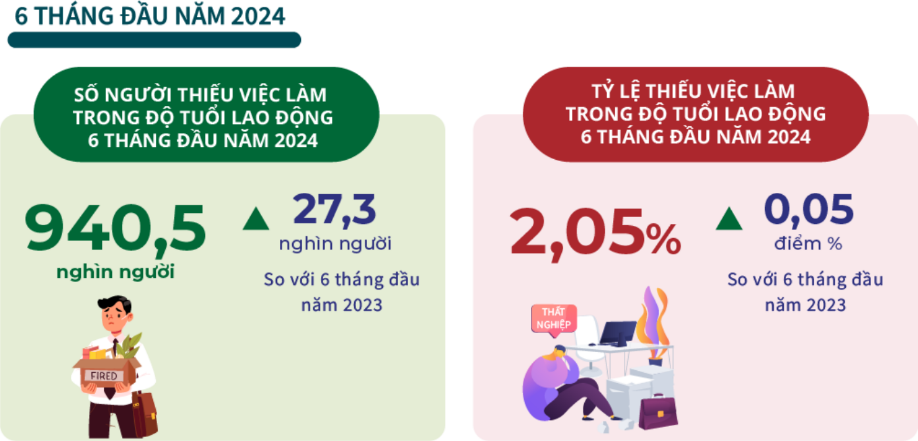 6 THÁNG ĐẦU NĂM 2024
SỐ NGƯỜI THIẾU VIỆC LÀM
TRONG ĐỘ TUỔI LAO ĐỘNG
6 THÁNG ĐẦU NĂM 2024
940,5
nghìn người
27,3
nghìn người
So với 6 tháng đầu
năm 2023
FIRED
TỶ LỆ THIẾU VIỆC LÀM
TRONG ĐỘ TUỔI LAO ĐỘNG
6 THÁNG ĐẦU NĂM 2024
2,05%
0,05
điểm %
So với 6 tháng đầu
năm 2023
THẤT
NGHIỆP